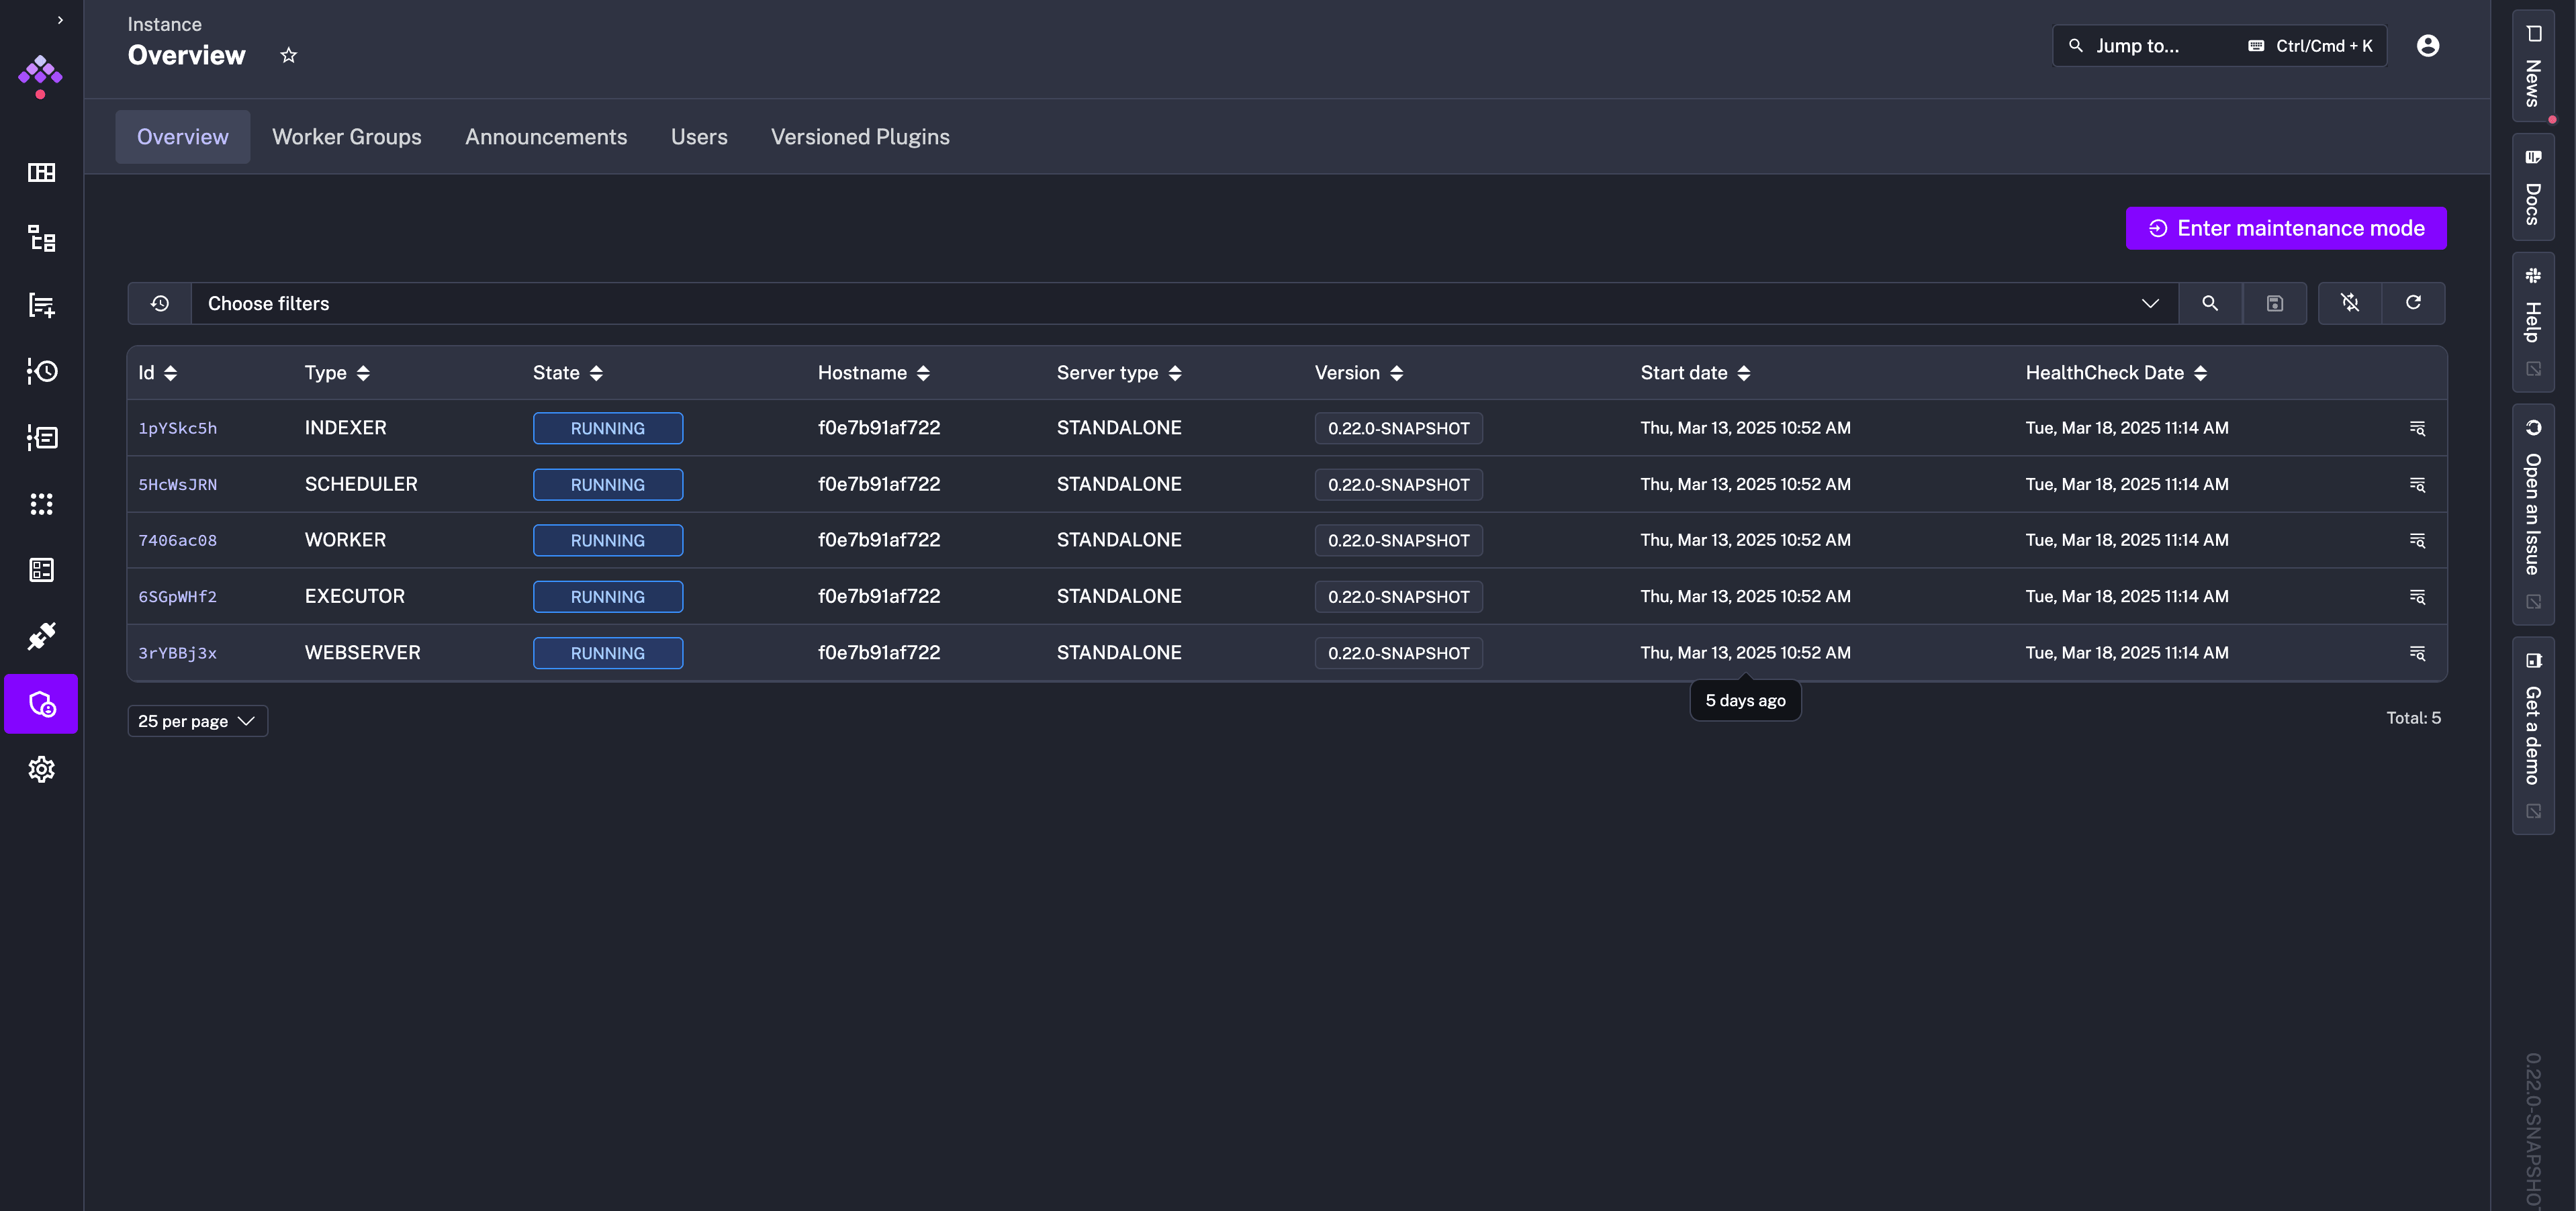 Instance
Overview
Jump to...
Ctrl/Cmd + K
Overview Worker Groups Announcements Users Versioned Plugins
Enter maintenance mode
Choose filters
Id Type State Hostname Server type Version Start date HealthCheck Date
1pYSkc5h INDEXER RUNNING f0e7b91af722 STANDALONE 0.22.0-SNAPSHOT Thu, Mar 13, 2025 10:52 AM Tue, Mar 18, 2025 11:14 AM
5HcWsJRN SCHEDULER RUNNING f0e7b91af722 STANDALONE 0.22.0-SNAPSHOT Thu, Mar 13, 2025 10:52 AM Tue, Mar 18, 2025 11:14 AM
7406ac08 WORKER RUNNING f0e7b91af722 STANDALONE 0.22.0-SNAPSHOT Thu, Mar 13, 2025 10:52 AM Tue, Mar 18, 2025 11:14 AM
6SGpWHf2 EXECUTOR RUNNING f0e7b91af722 STANDALONE 0.22.0-SNAPSHOT Thu, Mar 13, 2025 10:52 AM Tue, Mar 18, 2025 11:14 AM
3rYBBj3x WEBSERVER RUNNING f0e7b91af722 STANDALONE 0.22.0-SNAPSHOT Thu, Mar 13, 2025 10:52 AM Tue, Mar 18, 2025 11:14 AM
5 days ago
25 per page
Total: 5
News
Docs
Help
Open an Issue
Get a demo
0.22.0-SNAPSHO